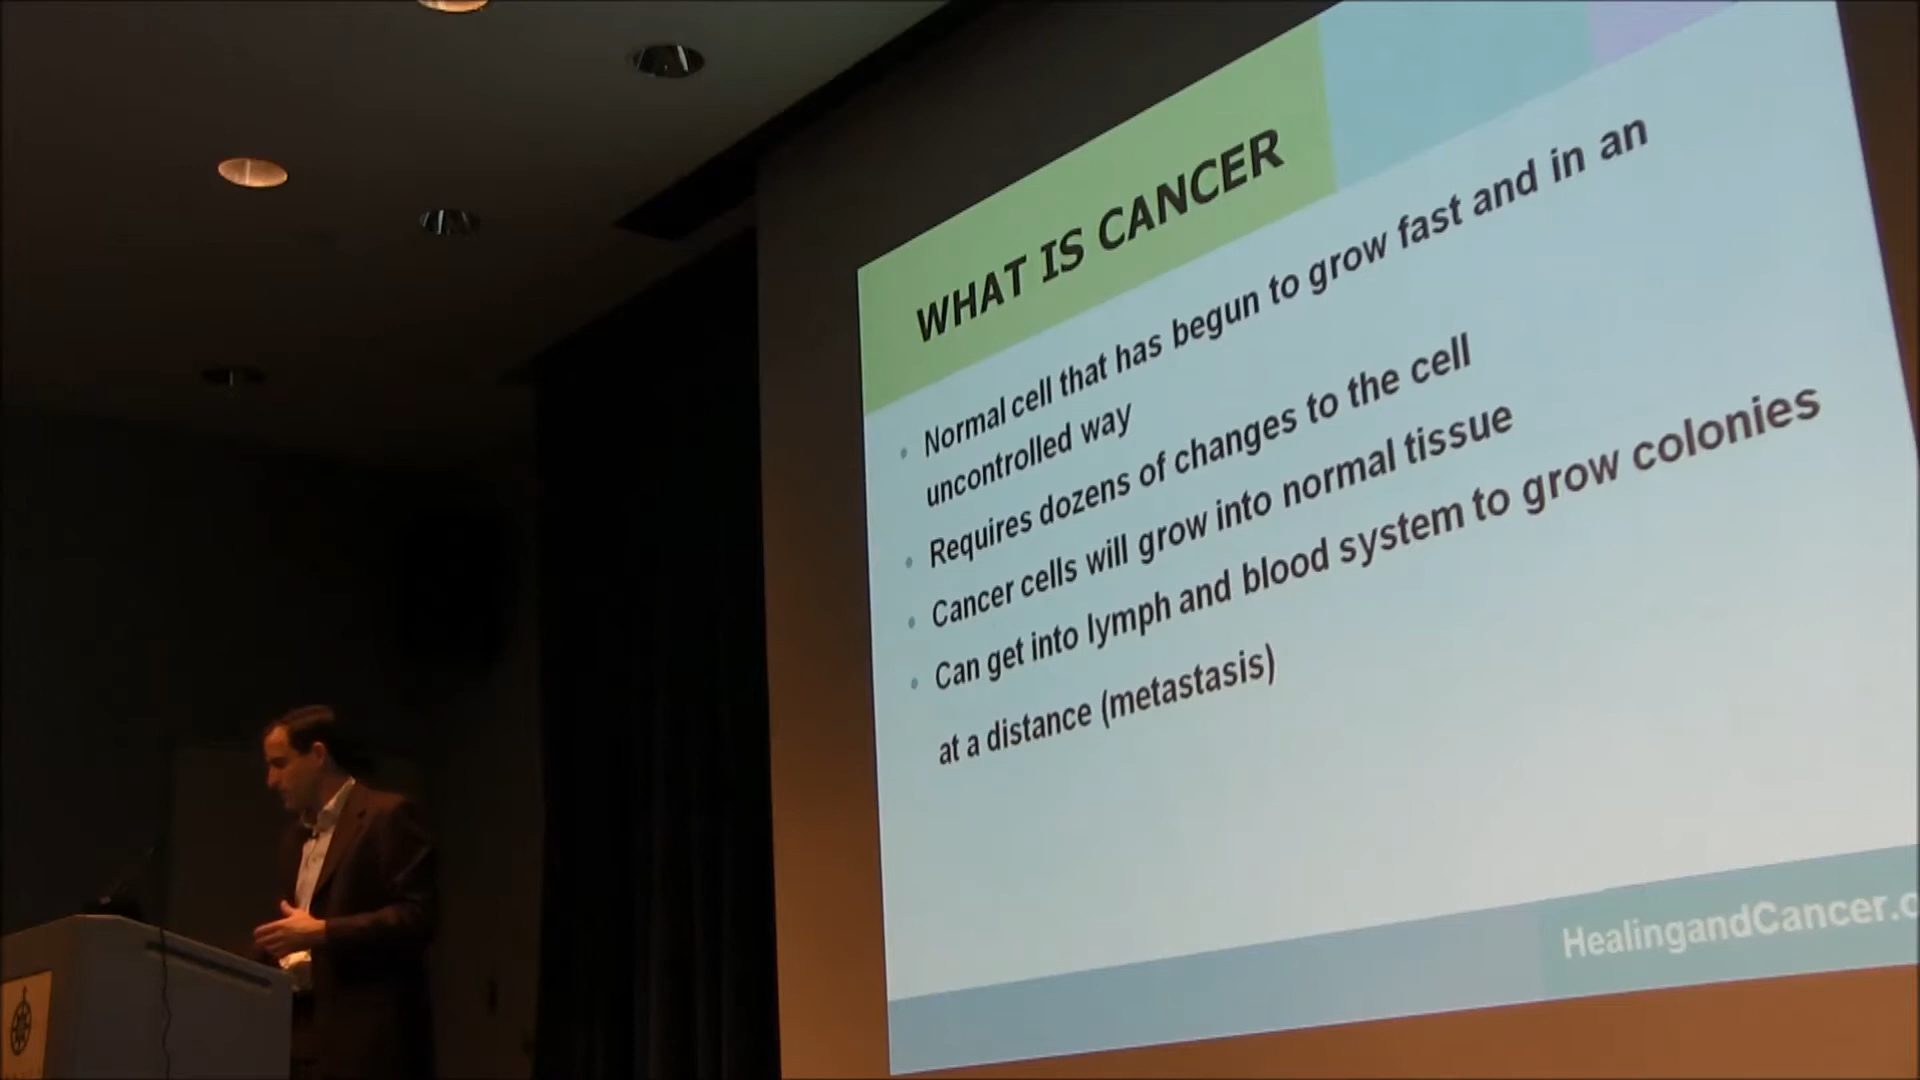 WHAT IS CANCER
Normal cell that has begun to grow fast and in an
uncontrolled way
Requires dozens of changes to the cell
Cancer cells will grow into normal tissue
Can get into lymph and blood system to grow colonies
at a distance (metastasis)
HealingandCancer.c